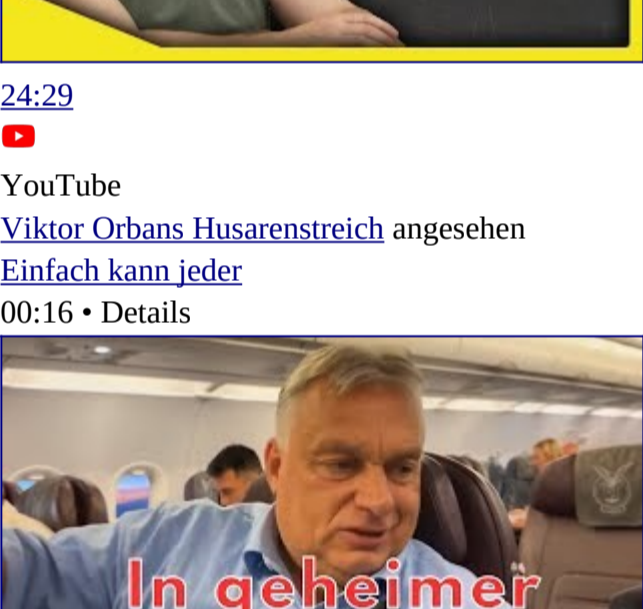 24:29
YouTube
Viktor Orbans Husarenstreich angesehen
Einfach kann jeder
00:16 • Details
In geheimer